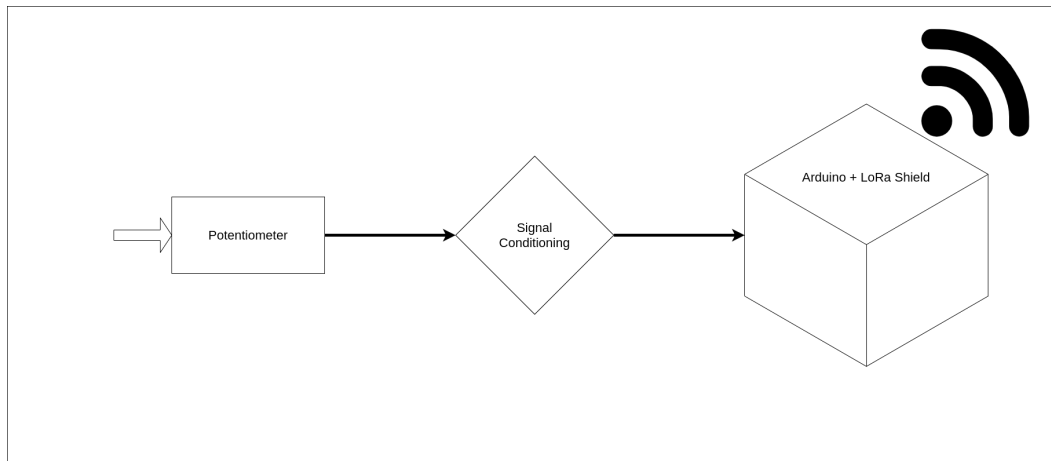 Potentiometer
Signal
Conditioning
Arduino + LoRa Shield